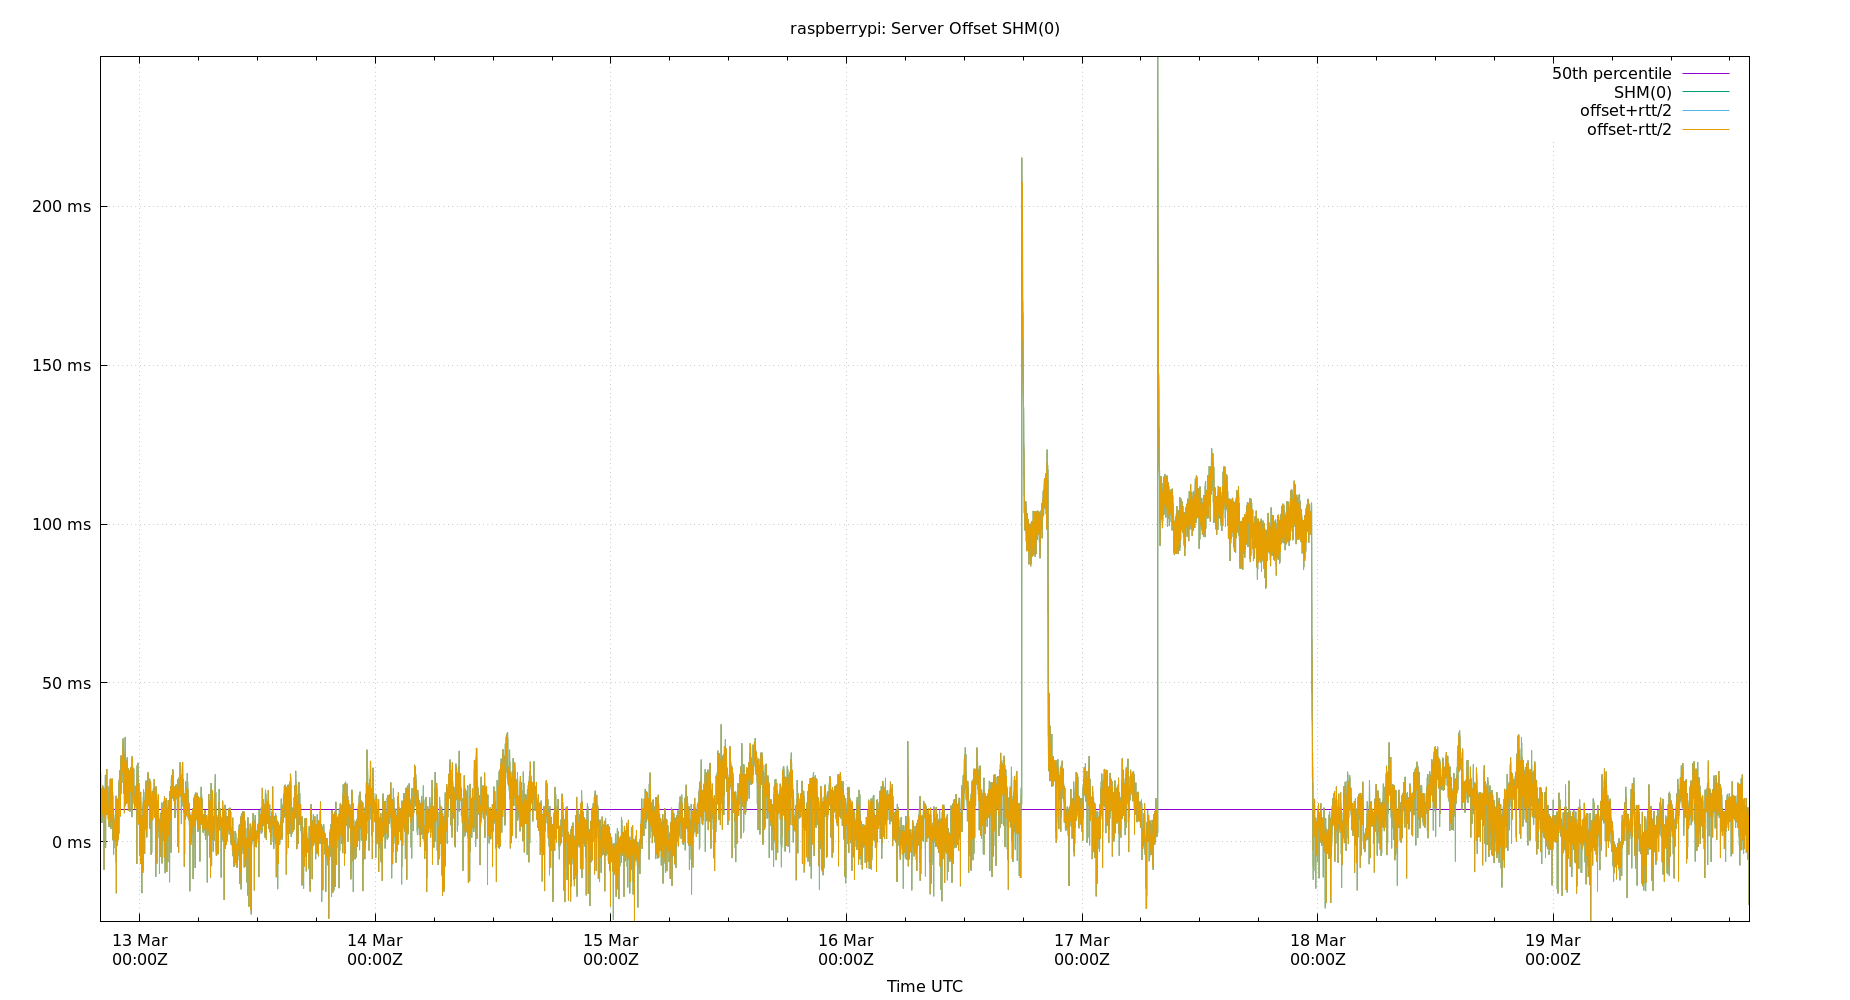 raspberrypi: Server Offset SHM(0)
50th percentile
SHM(0)
offset+rtt/2
offset-rtt/2
200 ms
150 ms
100 ms
50 ms
0 ms
13 Mar 14 Mar 15 Mar 16 Mar 17 Mar 18 Mar 19 Mar
00:00Z 00:00Z 00:00Z 00:00Z 00:00Z 00:00Z 00:00Z
Time UTC